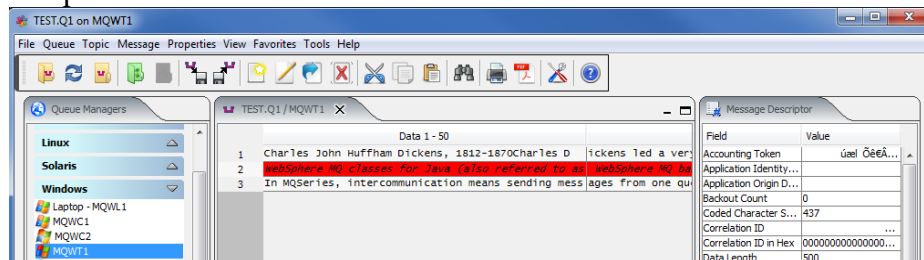 TEST.Q1 on MQWT1
File Queue Topic Message Properties View Favorites Tools Help
Queue Managers
TEST.Q1 / MQWT1
Message Descriptor
Linux
Solaris
Windows
Laptop - MQWL1
MQWC1
MQWC2
MQWT1
Data 1 - 50
1 Charles John Huffham Dickens, 1812-1870Charles D ickens led a very
2 WebSphere MQ classes for Java (also referred to as WebSphere MQ ba
3 In MQSeries, intercommunication means sending mess ages from one qu
Field Value
Accounting Token úæl Õê€Â...
Application Identity...
Application Origin D...
Backout Count 0
Coded Character S... 437
Correlation ID ...
Correlation ID in Hex 000000000000000...
Data Length 500